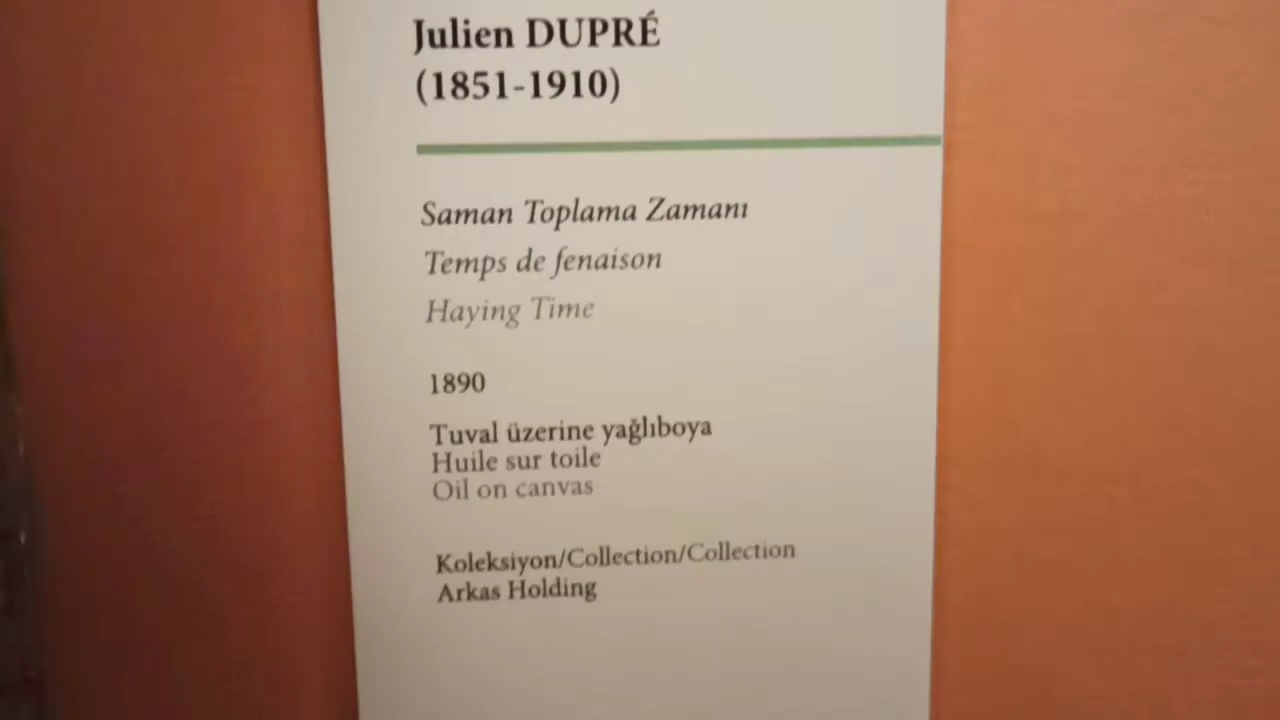 Julien DUPRÉ
(1851-1910)
Saman Toplama Zamanı
Temps de fenaison
Haying Time
1890
Tuval üzerine yağlıboya
Huile sur toile
Oil on canvas
Koleksiyon/Collection/Collection
Arkas Holding